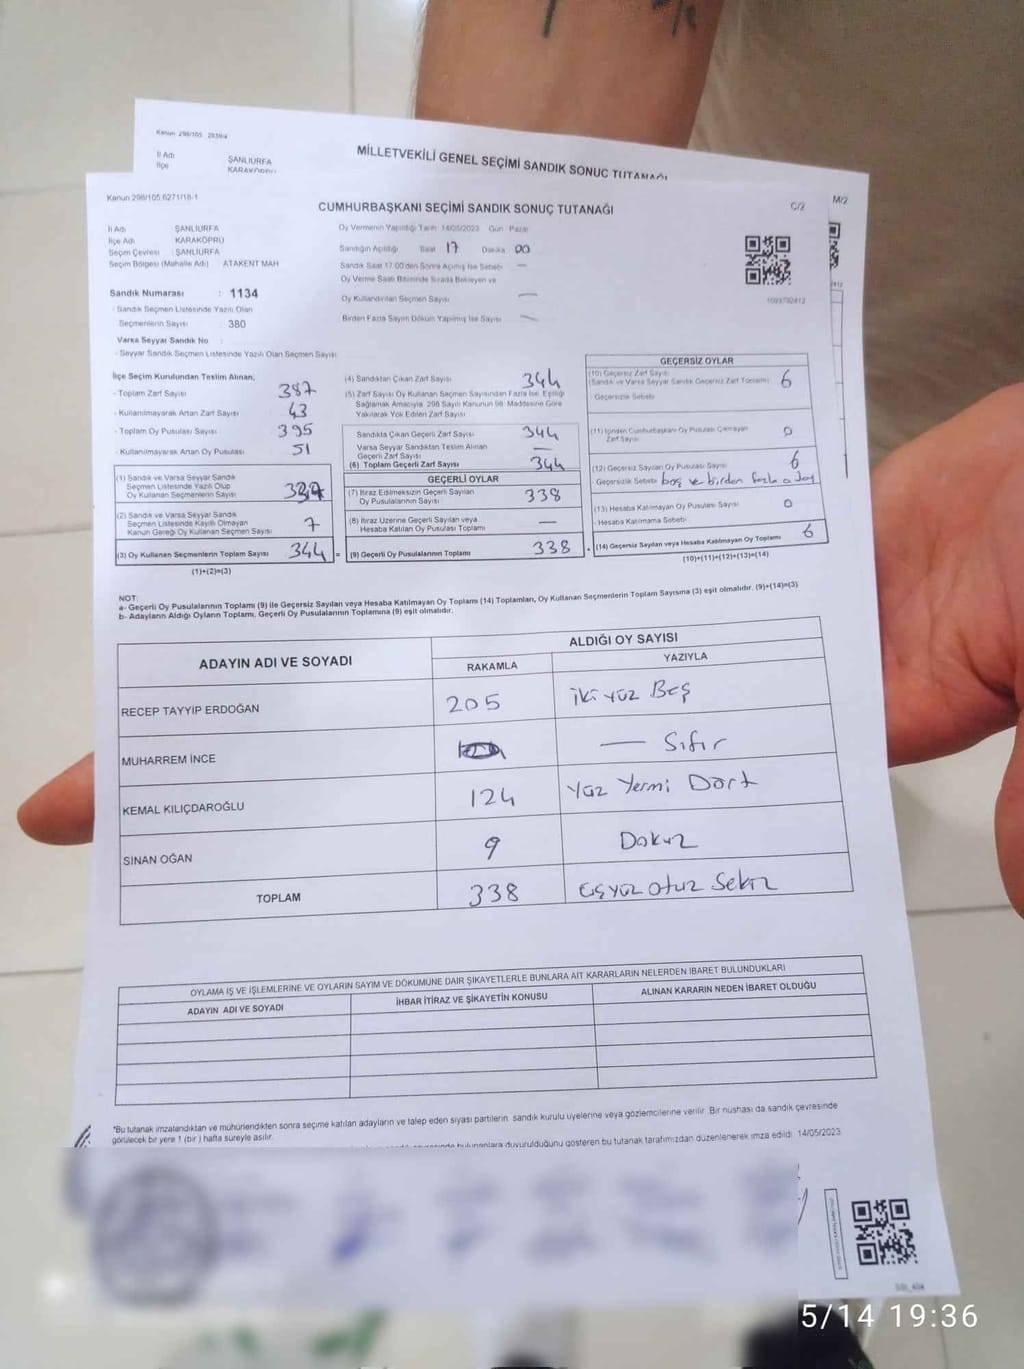 Kanun 298/105 2839/4
İl Adı ŞANLIURFA
İlçe KARAKÖPRÜ
MİLLETVEKİLİ GENEL SEÇİMİ SANDIK SONUÇ TUTANAĞI
M/2
Kanun 298/105 6271/18-1
CUMHURBAŞKANI SEÇİMİ SANDIK SONUÇ TUTANAĞI
C/2
İl Adı ŞANLIURFA
İlçe Adı KARAKÖPRÜ
Seçim Çevresi : ŞANLIURFA
Seçim Bölgesi (Mahalle Adı) ATAKENT MAH
Oy Vermenin Yapıldığı Tarih 14/05/2023 Gün Pazar
Sandığın Açıldığı Saat 17 Dakika 00
Sandık Saat 17.00'den Sonra Açılmış İse Sebebi —
Oy Verme Saati Bitiminde Sırada Bekleyen ve
Oy Kullandırılan Seçmen Sayısı —
Birden Fazla Sayım Döküm Yapılmış İse Sayısı —
Sandık Numarası : 1134
- Sandık Seçmen Listesinde Yazılı Olan
Seçmenlerin Sayısı : 380
Varsa Seyyar Sandık No
- Seyyar Sandık Seçmen Listesinde Yazılı Olan Seçmen Sayısı
İlçe Seçim Kurulundan Teslim Alınan;
- Toplam Zarf Sayısı 387
- Kullanılmayarak Artan Zarf Sayısı 43
- Toplam Oy Pusulası Sayısı 395
- Kullanılmayarak Artan Oy Pusulası 51
(1) Sandık ve Varsa Seyyar Sandık
Seçmen Listesinde Yazılı Olup
Oy Kullanan Seçmenlerin Sayısı 337
(2) Sandık ve Varsa Seyyar Sandık
Seçmen Listesinde Kayıtlı Olmayan
Kanun Gereği Oy Kullanan Seçmen Sayısı 7
(3) Oy Kullanan Seçmenlerin Toplam Sayısı 344 =
(1)+(2)=(3)
(4) Sandıktan Çıkan Zarf Sayısı 344
(5) Zarf Sayısı Oy Kullanan Seçmen Sayısından Fazla İse, Eşitliği
Sağlamak Amacıyla, 298 Sayılı Kanunun 98. Maddesine Göre
Yakılarak Yok Edilen Zarf Sayısı
Sandıkta Çıkan Geçerli Zarf Sayısı 344
Varsa Seyyar Sandıktan Teslim Alınan
Geçerli Zarf Sayısı —
(6) Toplam Geçerli Zarf Sayısı 344
GEÇERLİ OYLAR
(7) İtiraz Edilmeksizin Geçerli Sayılan
Oy Pusulalarının Sayısı 338
(8) İtiraz Üzerine Geçerli Sayılan veya
Hesaba Katılan Oy Pusulası Toplamı —
(9) Geçerli Oy Pusulalarının Toplamı 338 +
GEÇERSİZ OYLAR
(10) Geçersiz Zarf Sayısı
(Sandık ve Varsa Seyyar Sandık Geçersiz Zarf Toplamı) 6
- Geçersizlik Sebebi
(11) İçinden Cumhurbaşkanı Oy Pusulası Çıkmayan
Zarf Sayısı 0
(12) Geçersiz Sayılan Oy Pusulası Sayısı 6
- Geçersizlik Sebebi boş ve birden fazla aday
(13) Hesaba Katılmayan Oy Pusulası Sayısı 0
- Hesaba Katılmama Sebebi
(14) Geçersiz Sayılan veya Hesaba Katılmayan Oy Toplamı 6
(10)+(11)+(12)+(13)=(14)
NOT:
a- Geçerli Oy Pusulalarının Toplamı (9) ile Geçersiz Sayılan veya Hesaba Katılmayan Oy Toplamı (14) Toplamları, Oy Kullanan Seçmenlerin Toplam Sayısına (3) eşit olmalıdır. (9)+(14)=(3)
b- Adayların Aldığı Oyların Toplamı, Geçerli Oy Pusulalarının Toplamına (9) eşit olmalıdır.
ADAYIN ADI VE SOYADI ALDIĞI OY SAYISI
RAKAMLA YAZIYLA
RECEP TAYYİP ERDOĞAN 205 iki yüz Beş
MUHARREM İNCE — Sıfır
KEMAL KILIÇDAROĞLU 124 Yüz Yermi Dört
SİNAN OĞAN 9 Dokuz
TOPLAM 338 üçyüz otuz sekiz
OYLAMA İŞ VE İŞLEMLERİNE VE OYLARIN SAYIM VE DÖKÜMÜNE DAİR ŞİKAYETLERLE BUNLARA AİT KARARLARIN NELERDEN İBARET BULUNDUKLARI
ADAYIN ADI VE SOYADI İHBAR İTİRAZ VE ŞİKAYETİN KONUSU ALINAN KARARIN NEDEN İBARET OLDUĞU
*Bu tutanak imzalandıktan ve mühürlendikten sonra seçime katılan adayların ve talep eden siyasi partilerin sandık kurulu üyelerine veya gözlemcilerine verilir. Bir nüshası da sandık çevresinde
görülecek bir yere 1 (bir) hafta süreyle asılır.
bulunanlara duyurulduğunu gösteren bu tutanak tarafımızdan düzenlenerek imza edildi. 14/05/2023
5/14 19:36